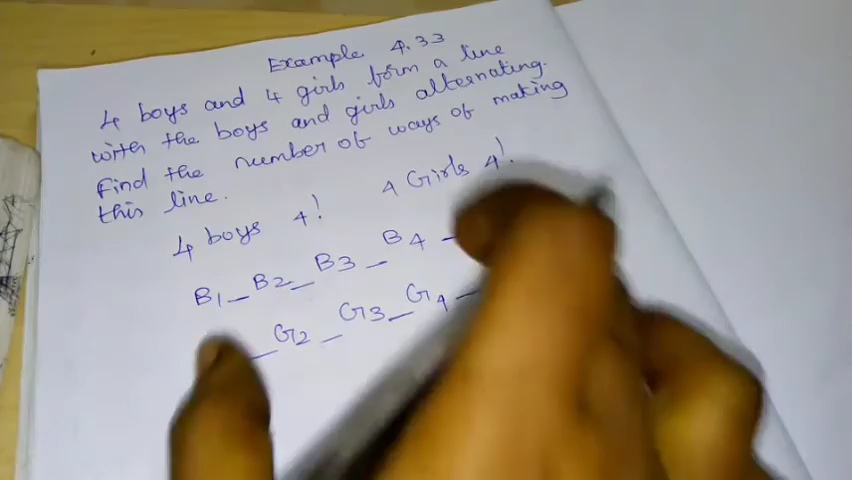 Example 4.33
4 boys and 4 girls form a line
with the boys and girls alternating.
Find the number of ways of making
this line.
4 boys 4! 4 Girls 4!
B1 _ B2 _ B3 _ B4 _
_ G2 _ G3 _ G4 _